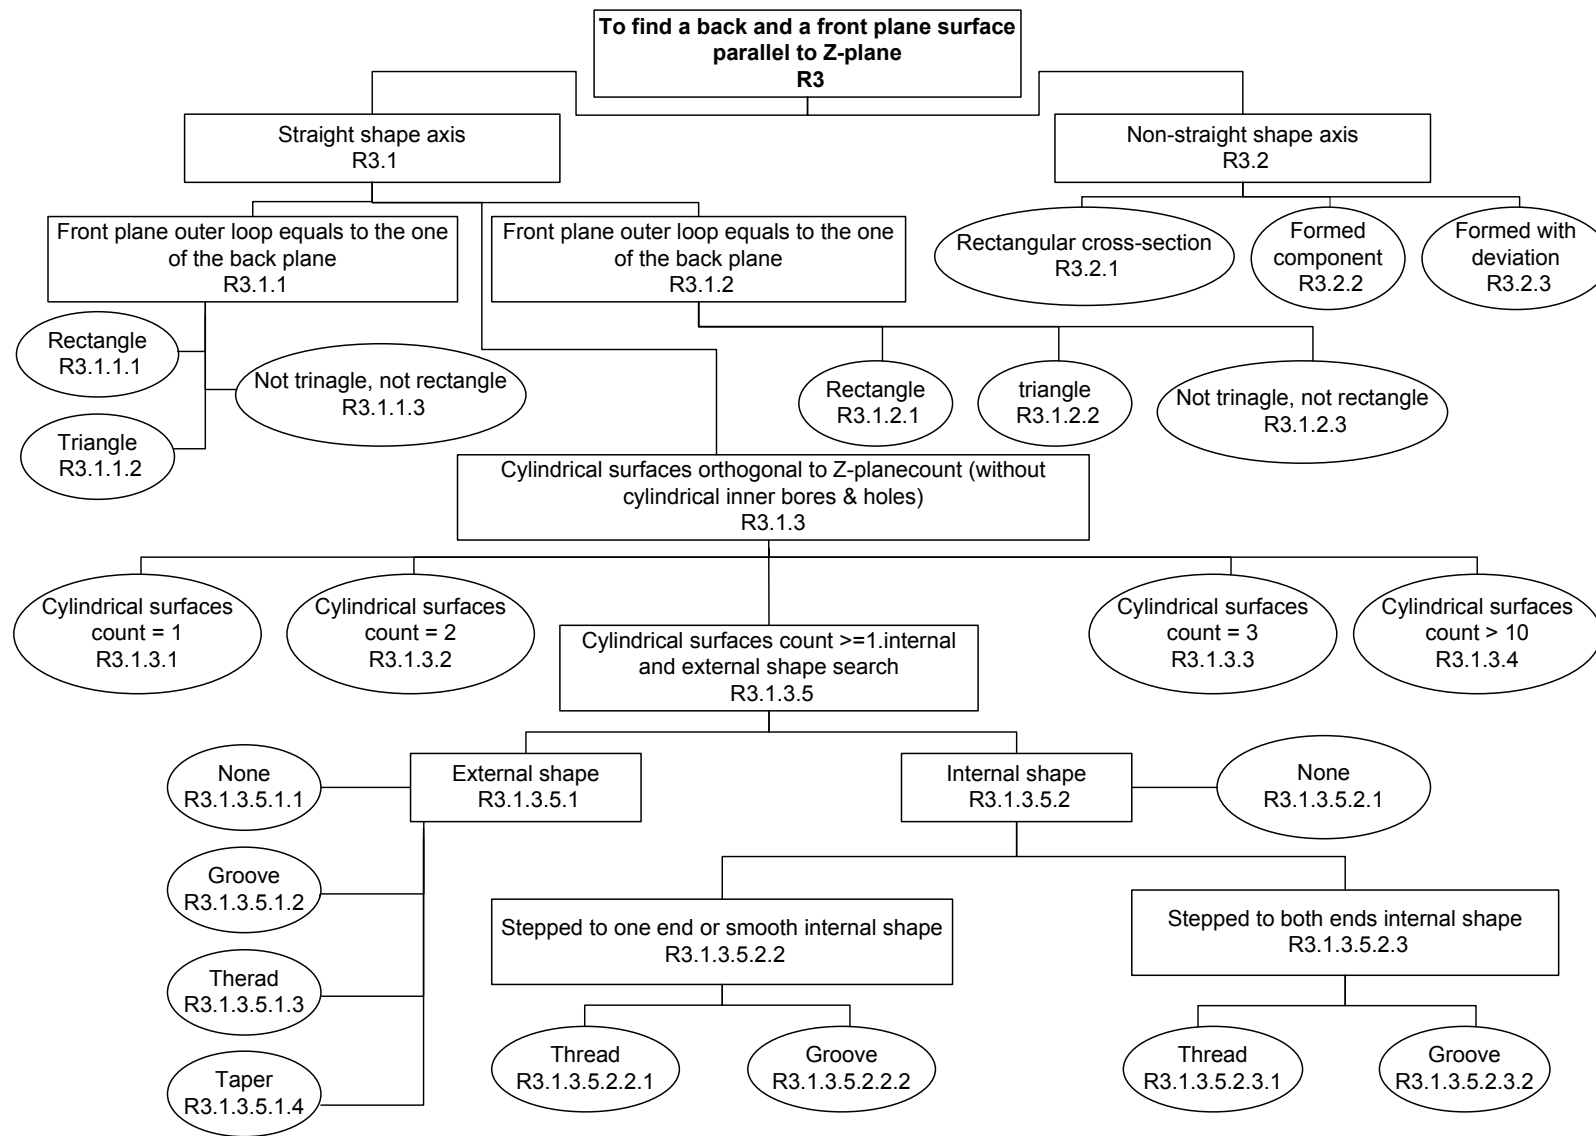 To find a back and a front plane surface
parallel to Z-plane
R3
Straight shape axis
R3.1
Non-straight shape axis
R3.2
Front plane outer loop equals to the one
of the back plane
R3.1.1
Front plane outer loop equals to the one
of the back plane
R3.1.2
Rectangular cross-section
R3.2.1
Formed
component
R3.2.2
Formed with
deviation
R3.2.3
Rectangle
R3.1.1.1
Not trinagle, not rectangle
R3.1.1.3
Triangle
R3.1.1.2
Rectangle
R3.1.2.1
triangle
R3.1.2.2
Not trinagle, not rectangle
R3.1.2.3
Cylindrical surfaces orthogonal to Z-planecount (without
cylindrical inner bores & holes)
R3.1.3
Cylindrical surfaces
count = 1
R3.1.3.1
Cylindrical surfaces
count = 2
R3.1.3.2
Cylindrical surfaces count >=1.internal
and external shape search
R3.1.3.5
Cylindrical surfaces
count = 3
R3.1.3.3
Cylindrical surfaces
count > 10
R3.1.3.4
None
R3.1.3.5.1.1
External shape
R3.1.3.5.1
Internal shape
R3.1.3.5.2
None
R3.1.3.5.2.1
Groove
R3.1.3.5.1.2
Therad
R3.1.3.5.1.3
Taper
R3.1.3.5.1.4
Stepped to one end or smooth internal shape
R3.1.3.5.2.2
Stepped to both ends internal shape
R3.1.3.5.2.3
Thread
R3.1.3.5.2.2.1
Groove
R3.1.3.5.2.2.2
Thread
R3.1.3.5.2.3.1
Groove
R3.1.3.5.2.3.2